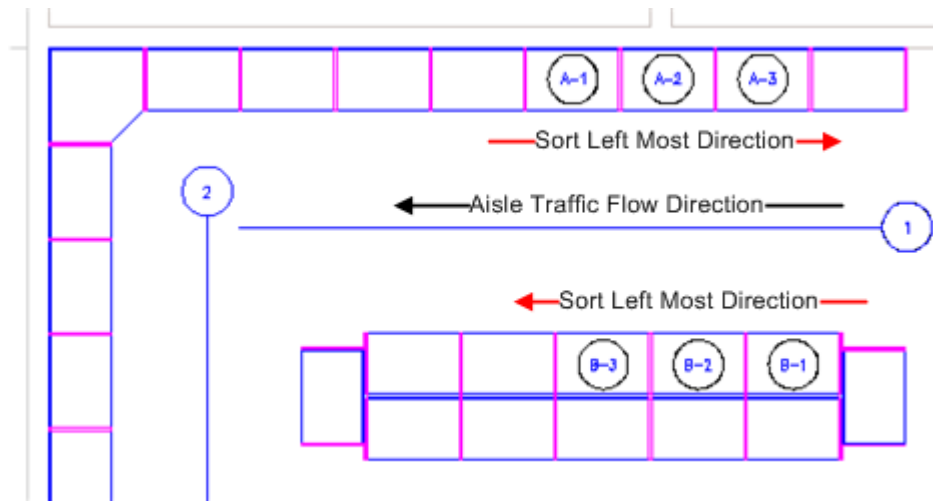 A-1 A-2 A-3
Sort Left Most Direction
2
Aisle Traffic Flow Direction
1
Sort Left Most Direction
B-3 B-2 B-1